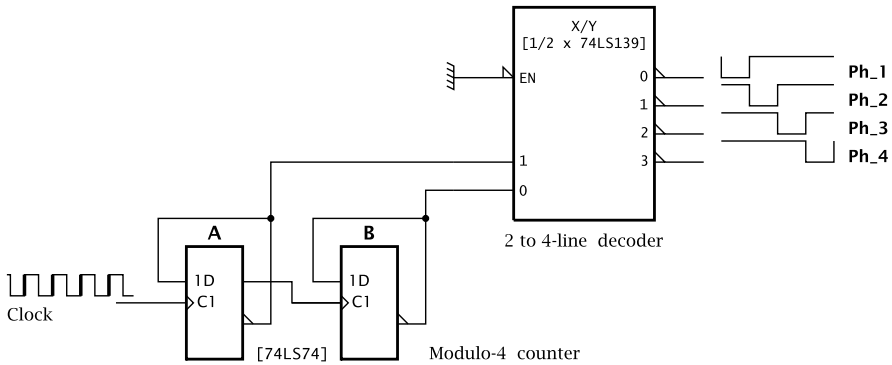 X/Y
[1/2 x 74LS139]
EN
0
1
2
3
1
0
Ph_1
Ph_2
Ph_3
Ph_4
2 to 4-line decoder
A
B
1D
C1
1D
C1
Clock
[74LS74]
Modulo-4 counter